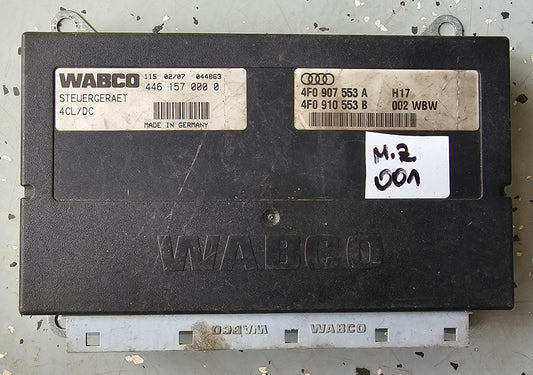 WABCO 115 02/07 044863
446 157 000 0
STEUERGERAET
4CL/DC
MADE IN GERMANY
4F0 907 553 A H17
4F0 910 553 B 002 WBW
M.Z.
001
WABCO
WABCO WABCO